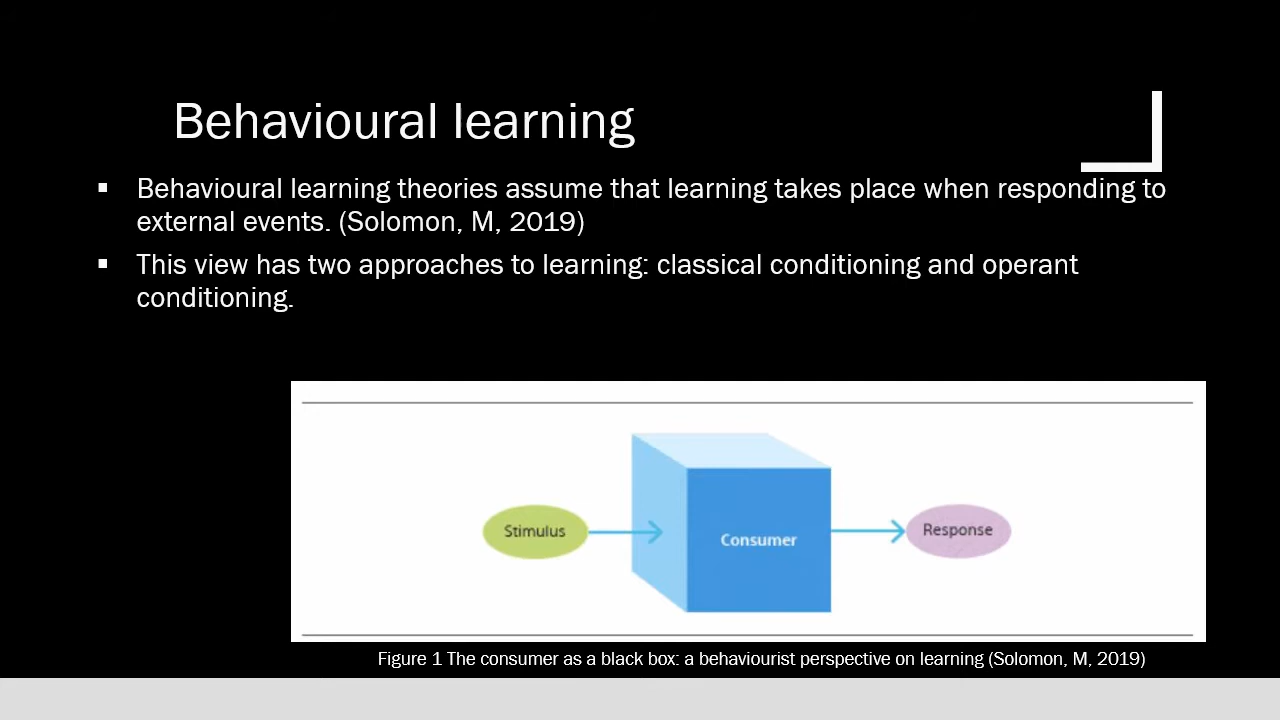 Behavioural learning
▪ Behavioural learning theories assume that learning takes place when responding to
external events. (Solomon, M, 2019)
▪ This view has two approaches to learning: classical conditioning and operant
conditioning.
Stimulus
Consumer
Response
Figure 1 The consumer as a black box: a behaviourist perspective on learning (Solomon, M, 2019)